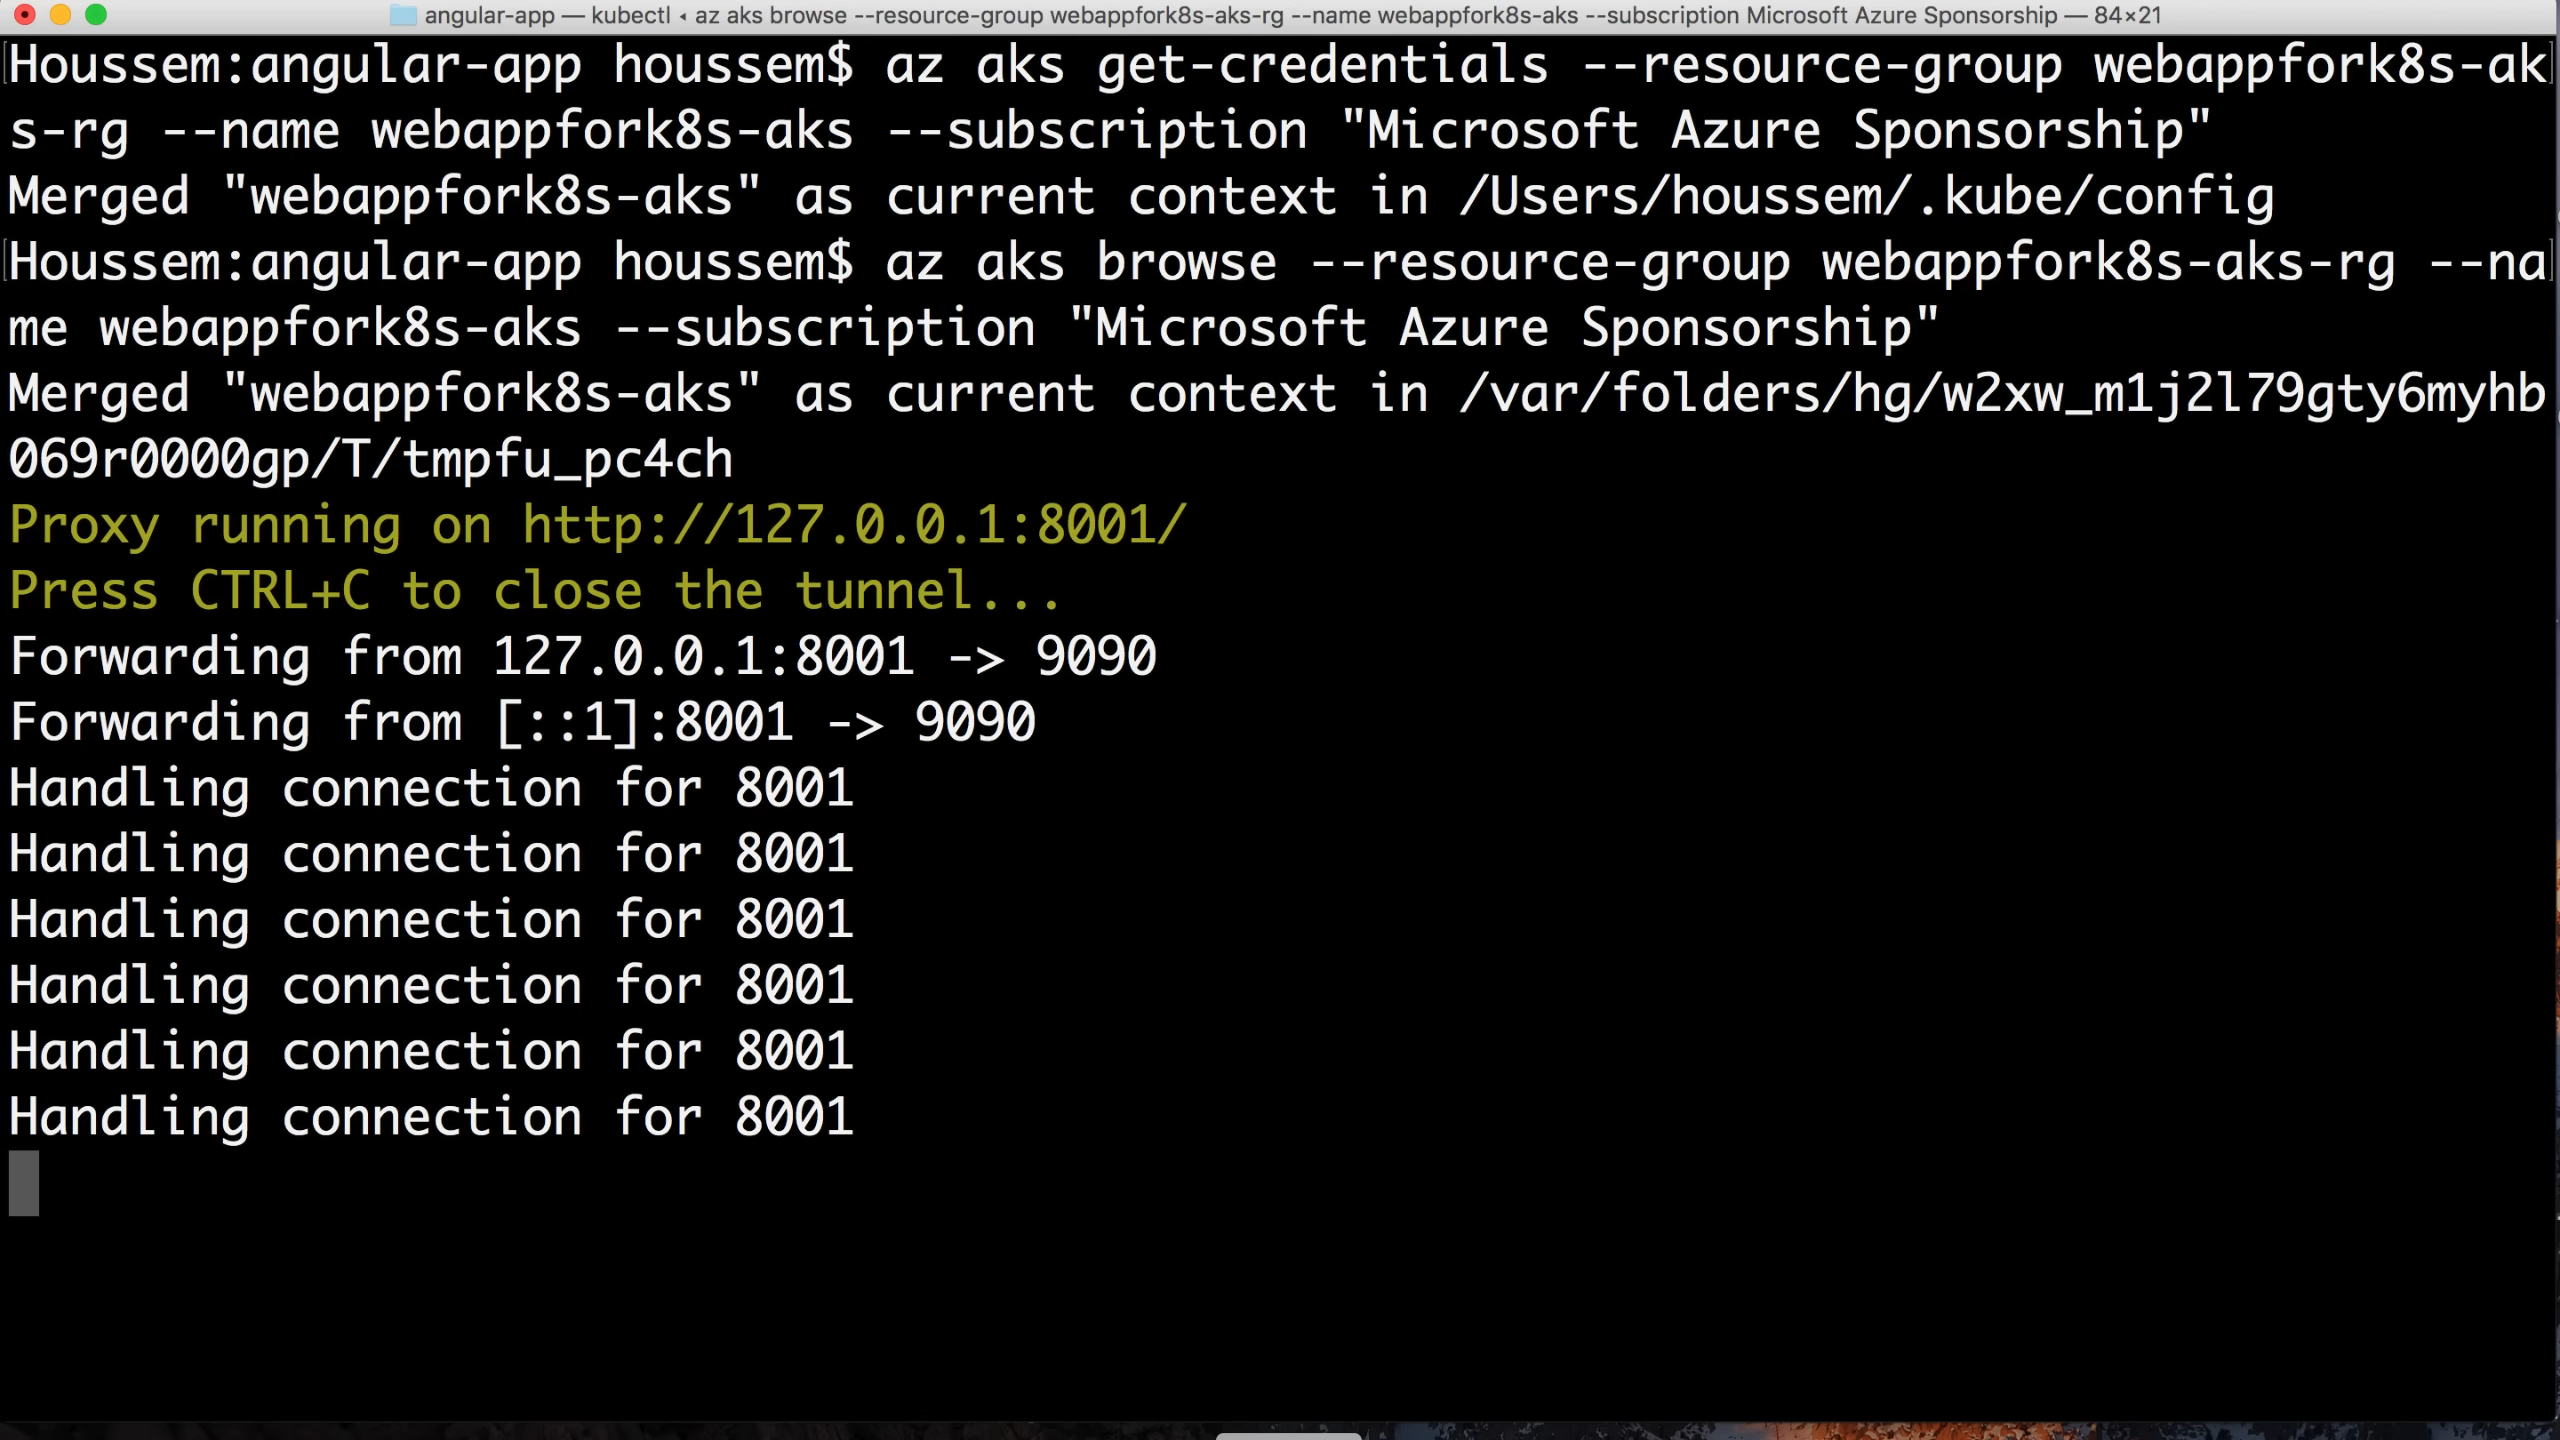 angular-app — kubectl ◂ az aks browse --resource-group webappfork8s-aks-rg --name webappfork8s-aks --subscription Microsoft Azure Sponsorship — 84×21
Houssem:angular-app houssem$ az aks get-credentials --resource-group webappfork8s-ak
s-rg --name webappfork8s-aks --subscription "Microsoft Azure Sponsorship"
Merged "webappfork8s-aks" as current context in /Users/houssem/.kube/config
Houssem:angular-app houssem$ az aks browse --resource-group webappfork8s-aks-rg --na
me webappfork8s-aks --subscription "Microsoft Azure Sponsorship"
Merged "webappfork8s-aks" as current context in /var/folders/hg/w2xw_m1j2l79gty6myhb
069r0000gp/T/tmpfu_pc4ch
Proxy running on http://127.0.0.1:8001/
Press CTRL+C to close the tunnel...
Forwarding from 127.0.0.1:8001 -> 9090
Forwarding from [::1]:8001 -> 9090
Handling connection for 8001
Handling connection for 8001
Handling connection for 8001
Handling connection for 8001
Handling connection for 8001
Handling connection for 8001